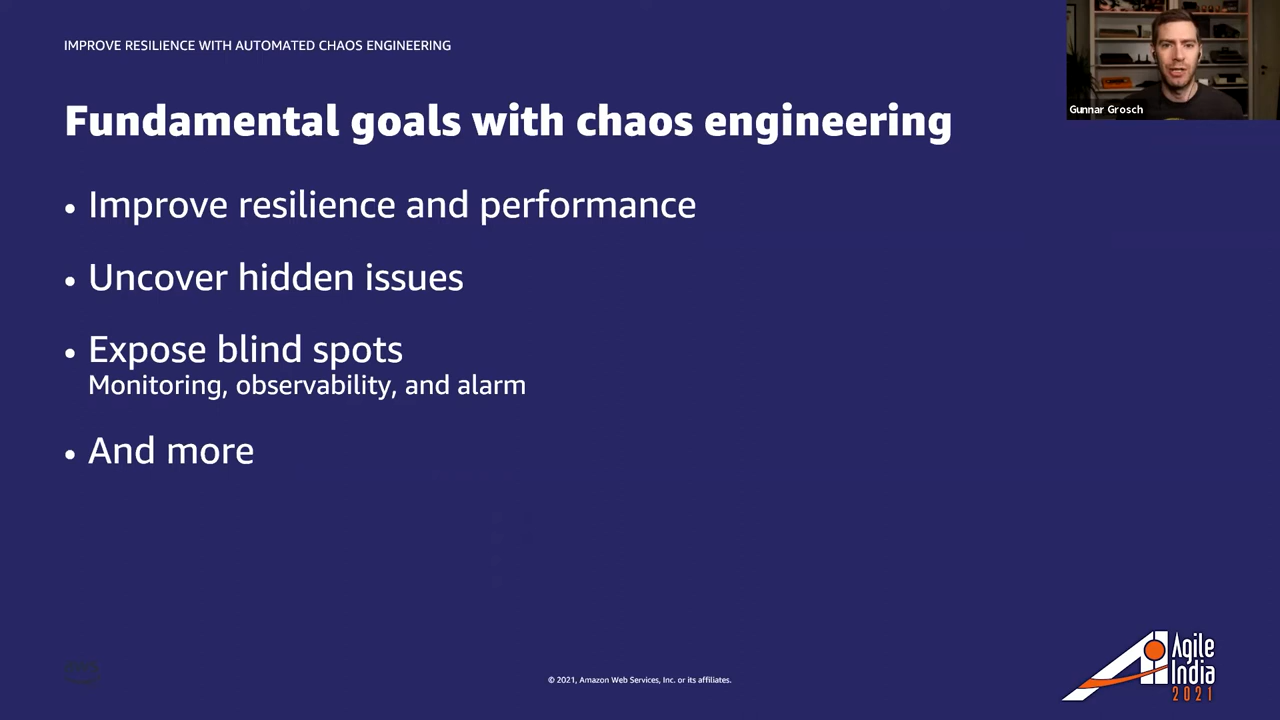 IMPROVE RESILIENCE WITH AUTOMATED CHAOS ENGINEERING
Gunnar Grosch
Fundamental goals with chaos engineering
• Improve resilience and performance
• Uncover hidden issues
• Expose blind spots
Monitoring, observability, and alarm
• And more
© 2021, Amazon Web Services, Inc. or its affiliates.
Agile
India
2021